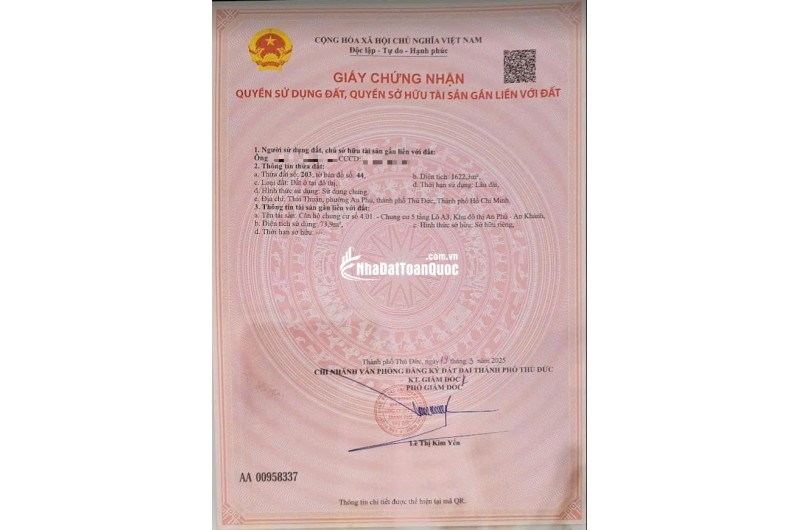 CỘNG HÒA XÃ HỘI CHỦ NGHĨA VIỆT NAM
Độc lập - Tự do - Hạnh phúc
GIẤY CHỨNG NHẬN
QUYỀN SỬ DỤNG ĐẤT, QUYỀN SỞ HỮU TÀI SẢN GẮN LIỀN VỚI ĐẤT
1. Người sử dụng đất, chủ sở hữu tài sản gắn liền với đất:
Ông CCCD:
2. Thông tin thửa đất:
a. Thửa đất số: 203, tờ bản đồ số: 44, b. Diện tích: 1622,3m².
c. Loại đất: Đất ở tại đô thị. d. Thời hạn sử dụng: Lâu dài.
đ. Hình thức sử dụng: Sử dụng chung.
e. Địa chỉ: Thái Thuận, phường An Phú, thành phố Thủ Đức, Thành phố Hồ Chí Minh.
3. Thông tin tài sản gắn liền với đất:
a. Tên tài sản: Căn hộ chung cư số 4.01 - Chung cư 5 tầng Lô A3, Khu đô thị An Phú - An Khánh,
b. Diện tích sử dụng: 73,9m², c. Hình thức sở hữu: Sở hữu riêng,
d. Thời hạn sở hữu:
.com.vn
NhaDatToanQuoc
Thành phố Thủ Đức, ngày 13 tháng 3 năm 2025
CHI NHÁNH VĂN PHÒNG ĐĂNG KÝ ĐẤT ĐAI THÀNH PHỐ THỦ ĐỨC
KT. GIÁM ĐỐC
PHÓ GIÁM ĐỐC
Lê Thị Kim Yến
AA 00958337
Thông tin chi tiết được thể hiện tại mã QR.